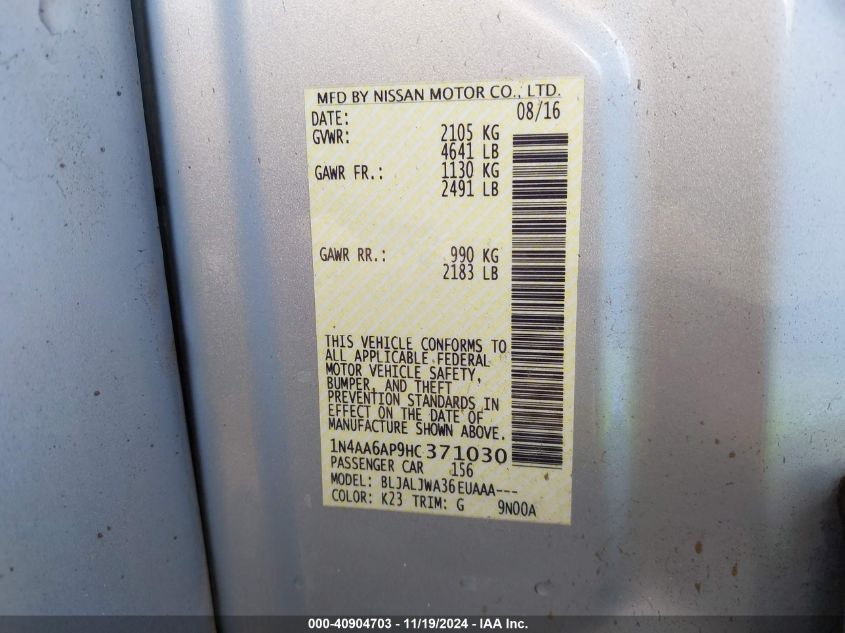 MFD BY NISSAN MOTOR CO., LTD.
DATE: 08/16
GVWR: 2105 KG
4641 LB
GAWR FR.: 1130 KG
2491 LB
GAWR RR.: 990 KG
2183 LB
THIS VEHICLE CONFORMS TO
ALL APPLICABLE FEDERAL
MOTOR VEHICLE SAFETY,
BUMPER, AND THEFT
PREVENTION STANDARDS IN
EFFECT ON THE DATE OF
MANUFACTURE SHOWN ABOVE.
1N4AA6AP9HC371030
PASSENGER CAR 156
MODEL: BLJALJWA36EUAAA---
COLOR: K23 TRIM: G 9N00A
000-40904703 - 11/19/2024 - IAA Inc.